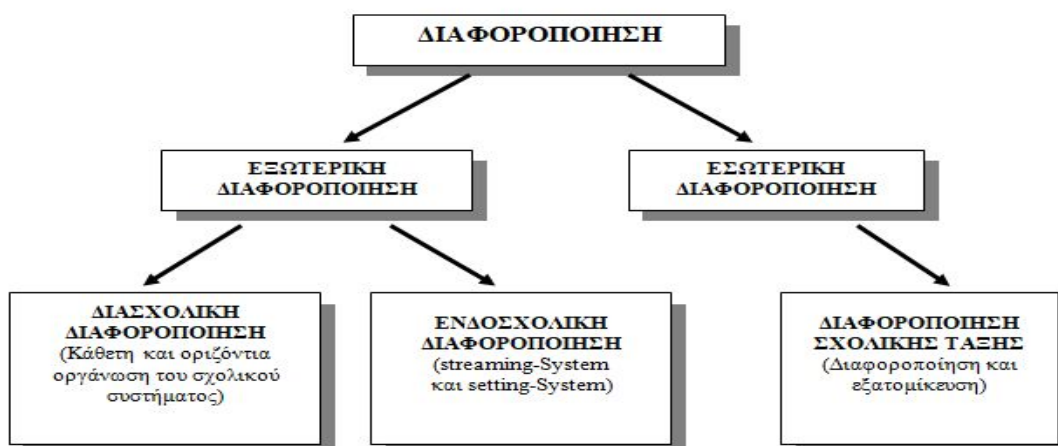 ΔΙΑΦΟΡΟΠΟΙΗΣΗ
ΕΞΩΤΕΡΙΚΗ
ΔΙΑΦΟΡΟΠΟΙΗΣΗ
ΕΣΩΤΕΡΙΚΗ
ΔΙΑΦΟΡΟΠΟΙΗΣΗ
ΔΙΑΣΧΟΛΙΚΗ
ΔΙΑΦΟΡΟΠΟΙΗΣΗ
(Κάθετη και οριζόντια
οργάνωση του σχολικού
συστήματος)
ΕΝΔΟΣΧΟΛΙΚΗ
ΔΙΑΦΟΡΟΠΟΙΗΣΗ
(streaming-System
και setting-System)
ΔΙΑΦΟΡΟΠΟΙΗΣΗ
ΣΧΟΛΙΚΗΣ ΤΑΞΗΣ
(Διαφοροποίηση και
εξατομίκευση)